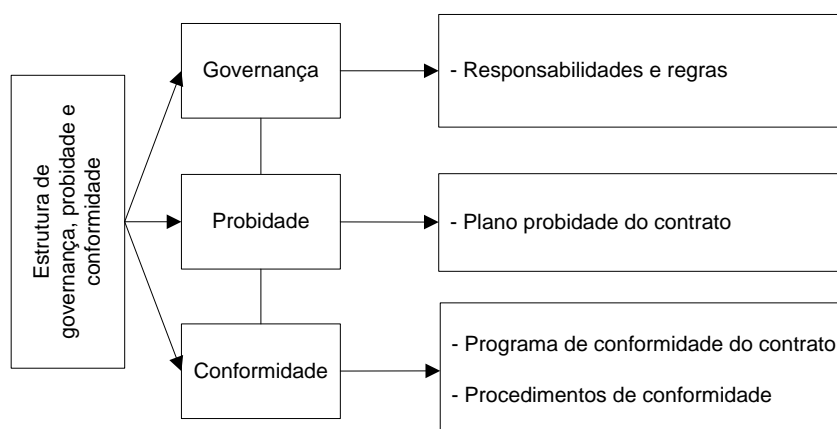 Estrutura de
governança, probidade e
conformidade
Governança
- Responsabilidades e regras
Probidade
- Plano probidade do contrato
Conformidade
- Programa de conformidade do contrato
- Procedimentos de conformidade